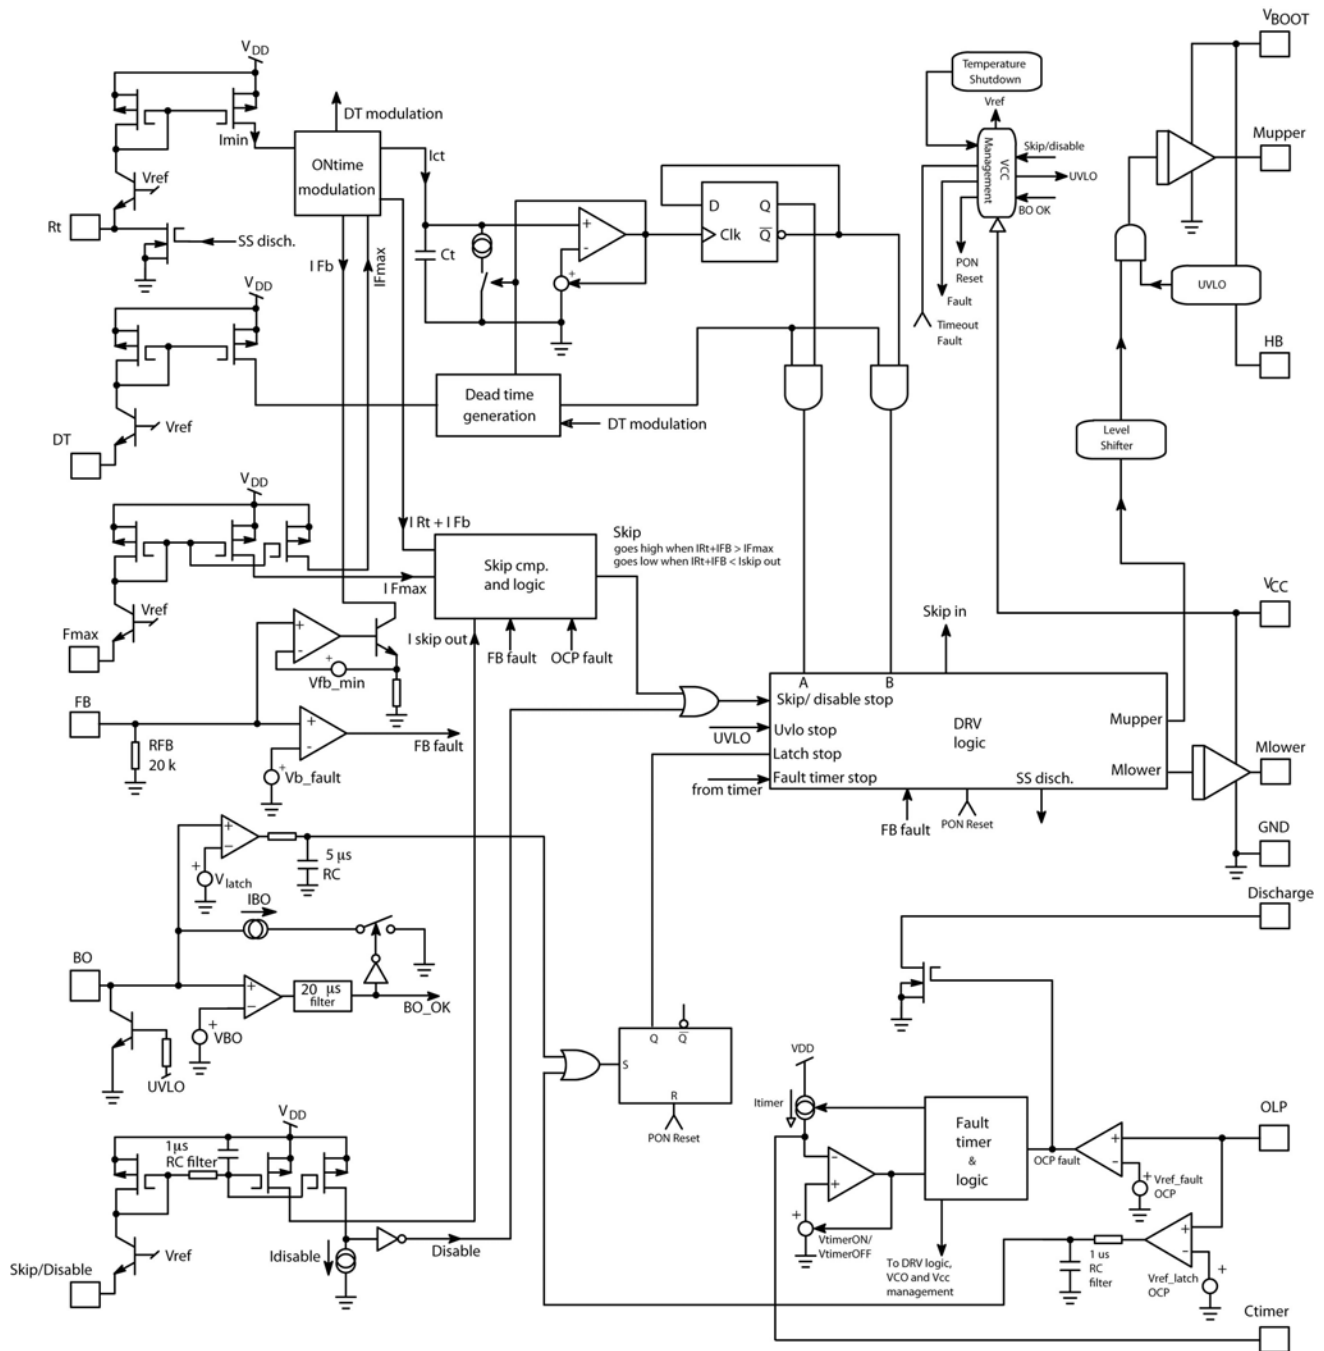 VBOOT
VDD
Temperature
Shutdown
DT modulation
Vref
Mupper
Imin
ONtime
modulation
Ict
VCC
Management
Skip/disable
UVLO
BO OK
Vref
D
Q
Clk
Q
+
-
Rt
SS disch.
Ct
+
I Fb
IFmax
PON
Reset
Fault
Timeout
Fault
UVLO
VDD
HB
Dead time
generation
DT modulation
Vref
DT
Level
Shifter
VDD
I Rt + I Fb
Skip
goes high when IRt+IFB > IFmax
goes low when IRt+IFB < Iskip out
Skip cmp.
and logic
I Fmax
VCC
Vref
Fmax
Skip in
I skip out
FB fault
OCP fault
+
-
+
Vfb_min
A
B
Skip/ disable stop
FB
DRV
logic
Mupper
+
-
Uvlo stop
UVLO
RFB
20 k
FB fault
Latch stop
Mlower
Mlower
+
Vb_fault
Fault timer stop
from timer
SS disch.
FB fault
PON Reset
GND
+
−
5 µs
RC
+
Vlatch
IBO
Discharge
BO
+
−
20 µs
filter
BO_OK
+
VBO
UVLO
Q
Q
S
R
PON Reset
VDD
Itimer
Fault
timer
&
logic
OLP
+
-
OCP fault
+
Vref_fault
OCP
VDD
1µs
RC filter
-
+
+
VtimerON/
VtimerOFF
+
-
1 us
RC
filter
Vref_latch
OCP
+
Vref
Idisable
Disable
Skip/Disable
To DRV logic,
VCO and Vcc
management
Ctimer